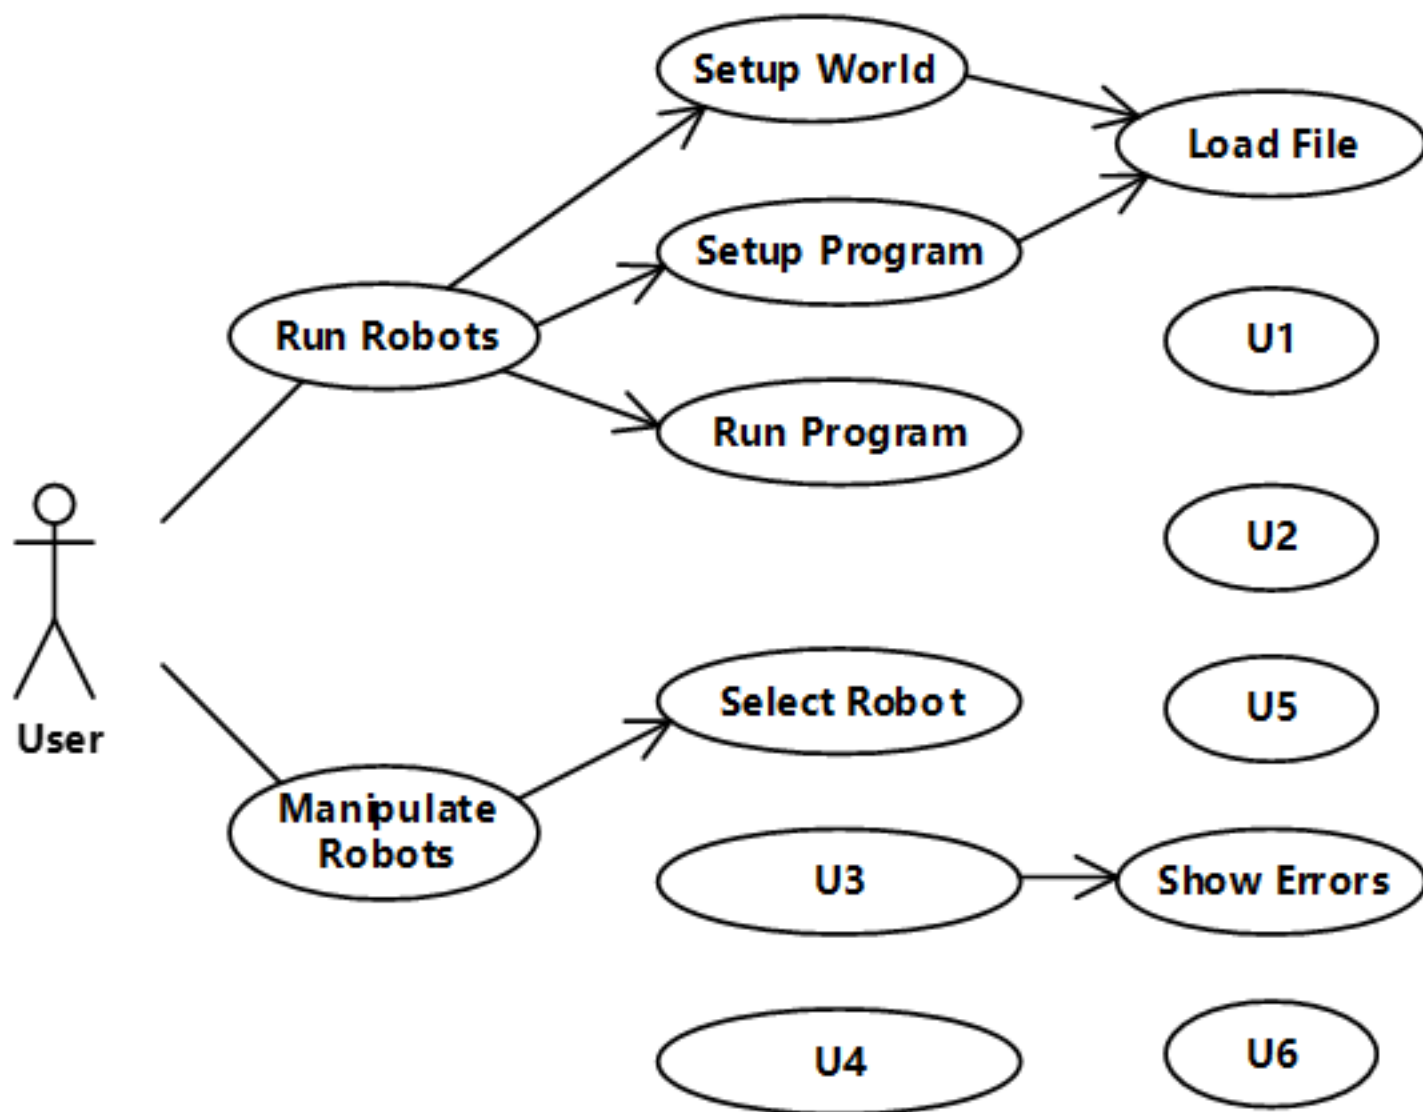 Setup World
Load File
Setup Program
U1
Run Robots
Run Program
U2
User
Select Robot
U5
Manipulate
Robots
U3
Show Errors
U4
U6